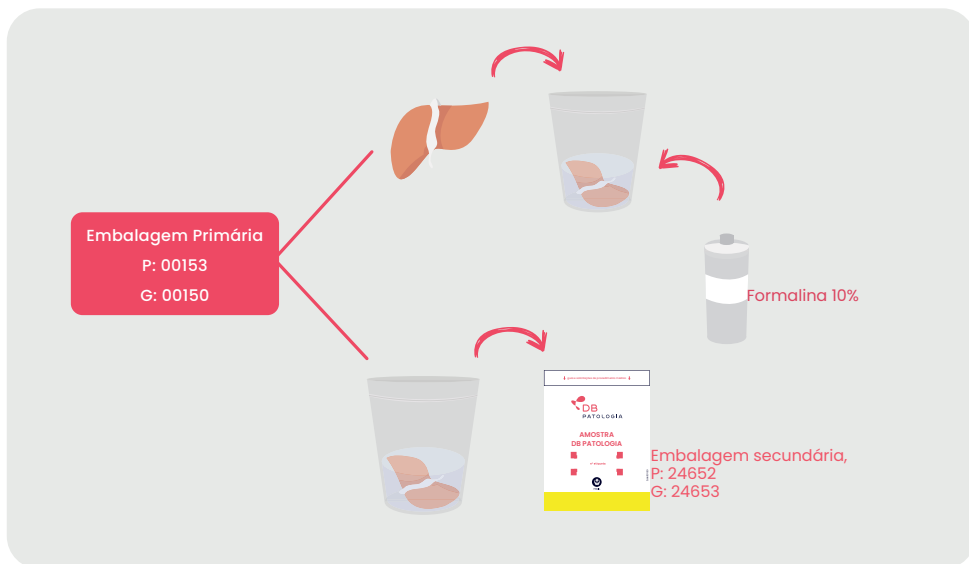 Embalagem Primária
P: 00153
G: 00150
Formalina 10%
DB
PATOLOGIA
AMOSTRA
DB PATOLOGIA
Embalagem secundária,
P: 24652
G: 24653